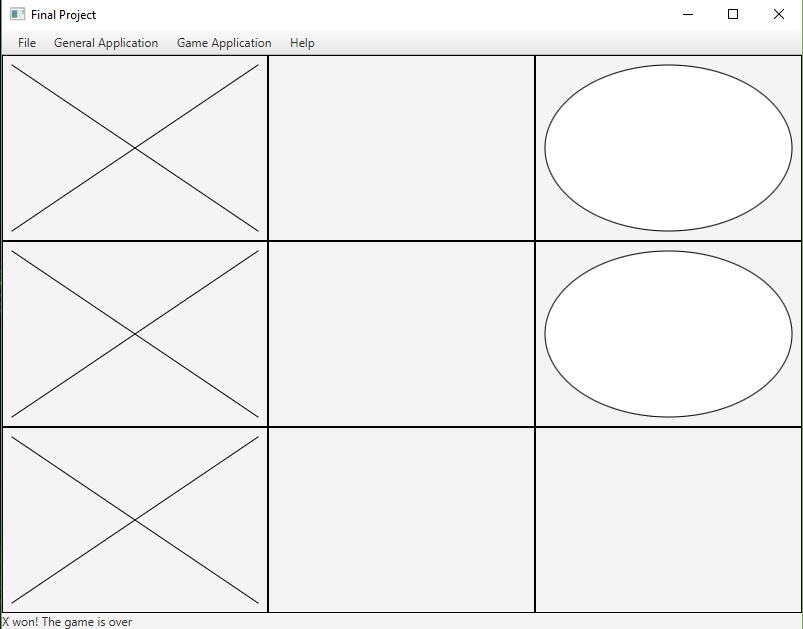 Final Project
File General Application Game Application Help
X won! The game is over